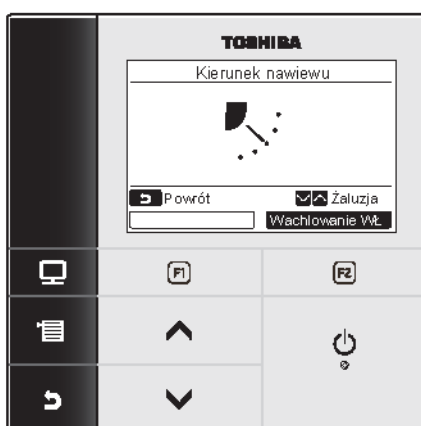 TOSHIBA
Kierunek nawiewu
Powrót
Żaluzja
Wachlowanie WŁ.
F1
F2